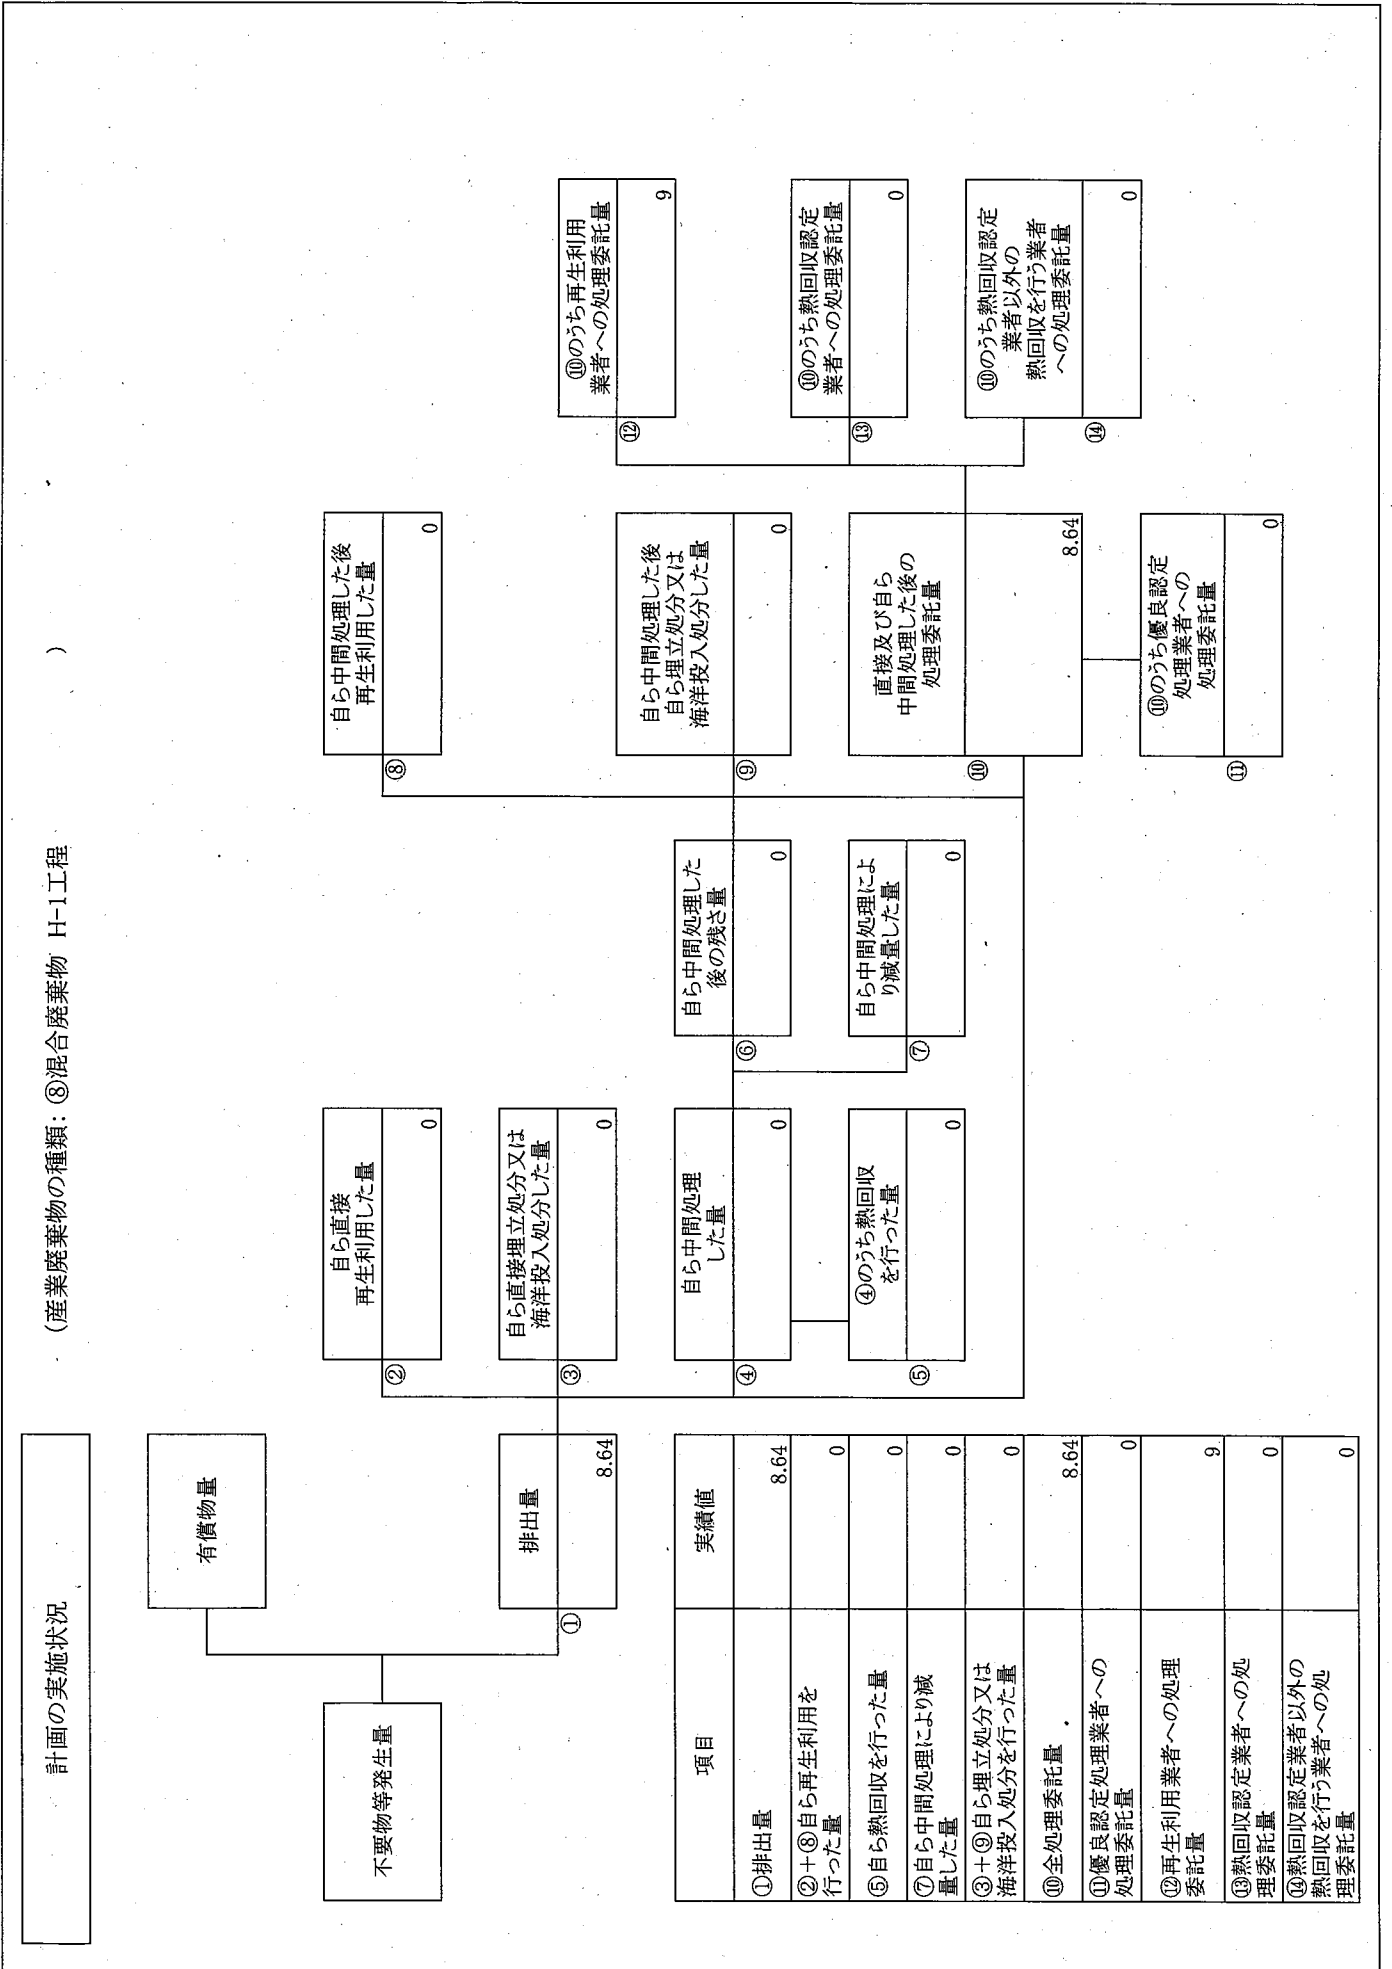 計画の実施状況
(産業廃棄物の種類:⑧混合廃棄物 H-1工程 )
不要物等発生量
有償物量
①
排出量
8.64
②
自ら直接
再生利用した量
0
③
自ら直接埋立処分又は
海洋投入処分した量
0
④
自ら中間処理
した量
0
⑤
④のうち熱回収
を行った量
0
⑥
自ら中間処理した
後の残さ量
0
⑦
自ら中間処理によ
り減量した量
0
⑧
自ら中間処理した後
再生利用した量
0
⑨
自ら中間処理した後
自ら埋立処分又は
海洋投入処分した量
0
⑩
直接及び自ら
中間処理した後の
処理委託量
8.64
⑪
⑩のうち優良認定
処理業者への
処理委託量
0
⑫
⑩のうち再生利用
業者への処理委託量
9
⑬
⑩のうち熱回収認定
業者への処理委託量
0
⑭
⑩のうち熱回収認定
業者以外の
熱回収を行う業者
への処理委託量
0
項目 実績値
①排出量 8.64
②+⑧自ら再生利用を
行った量 0
⑤自ら熱回収を行った量 0
⑦自ら中間処理により減
量した量 0
③+⑨自ら埋立処分又は
海洋投入処分を行った量 0
⑩全処理委託量 8.64
⑪優良認定処理業者への
処理委託量 0
⑫再生利用業者への処理
委託量 9
⑬熱回収認定業者への処
理委託量 0
⑭熱回収認定業者以外の
熱回収を行う業者への処
理委託量 0